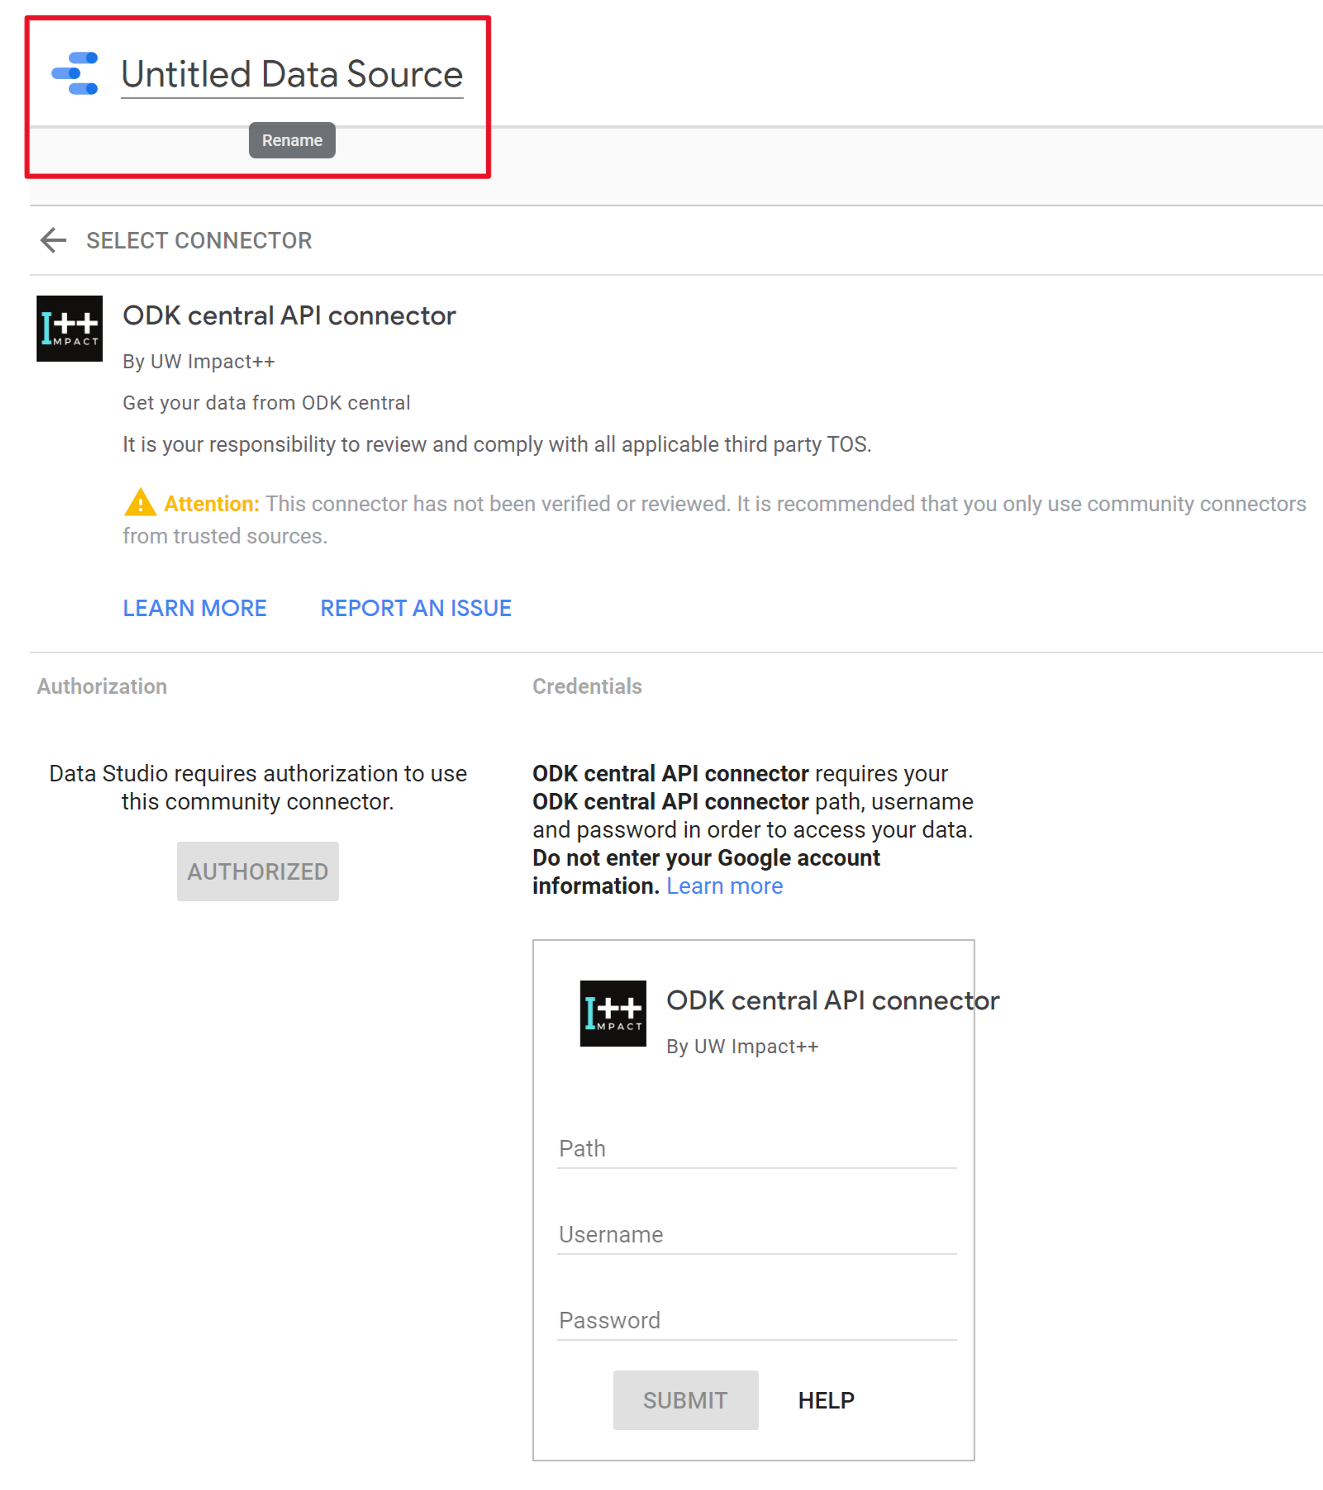 Untitled Data Source
Rename
SELECT CONNECTOR
I++
MPACT
ODK central API connector
By UW Impact++
Get your data from ODK central
It is your responsibility to review and comply with all applicable third party TOS.
Attention: This connector has not been verified or reviewed. It is recommended that you only use community connectors
from trusted sources.
LEARN MORE REPORT AN ISSUE
Authorization
Data Studio requires authorization to use
this community connector.
AUTHORIZED
Credentials
ODK central API connector requires your
ODK central API connector path, username
and password in order to access your data.
Do not enter your Google account
information. Learn more
I++
MPACT
ODK central API connector
By UW Impact++
Path
Username
Password
SUBMIT HELP